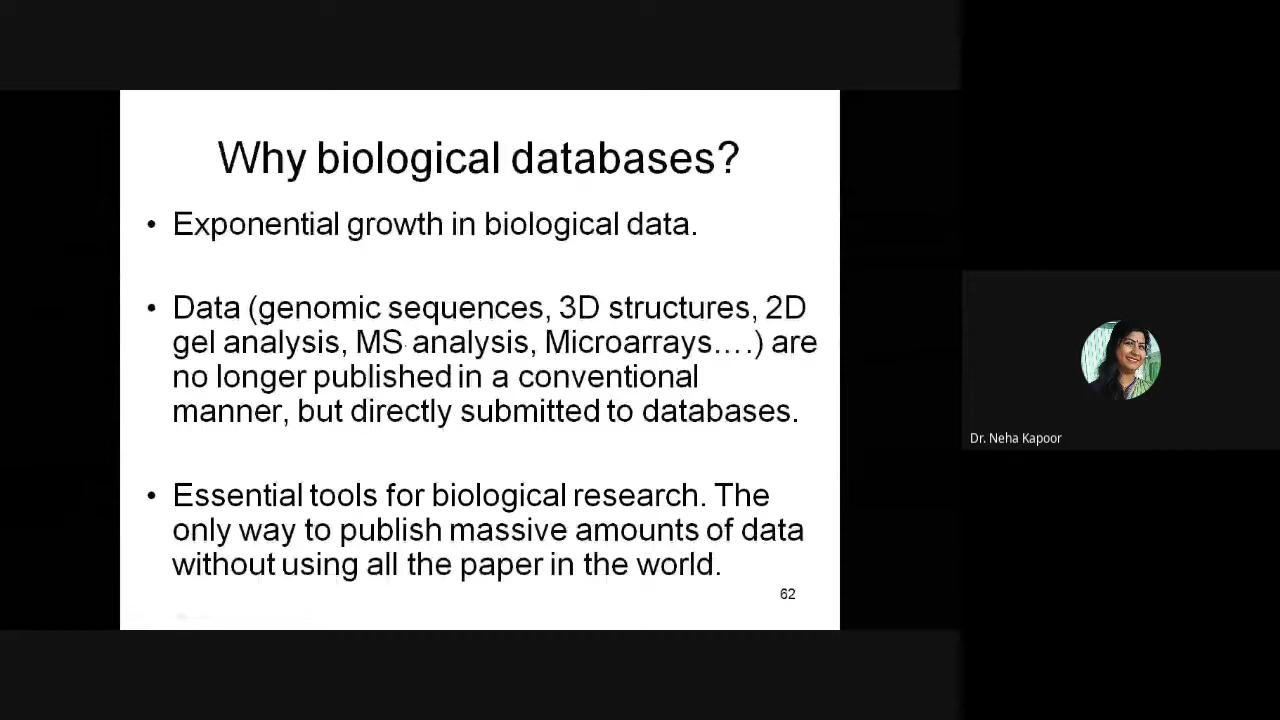 Why biological databases?
• Exponential growth in biological data.
• Data (genomic sequences, 3D structures, 2D
gel analysis, MS analysis, Microarrays….) are
no longer published in a conventional
manner, but directly submitted to databases.
• Essential tools for biological research. The
only way to publish massive amounts of data
without using all the paper in the world.
62
Dr. Neha Kapoor